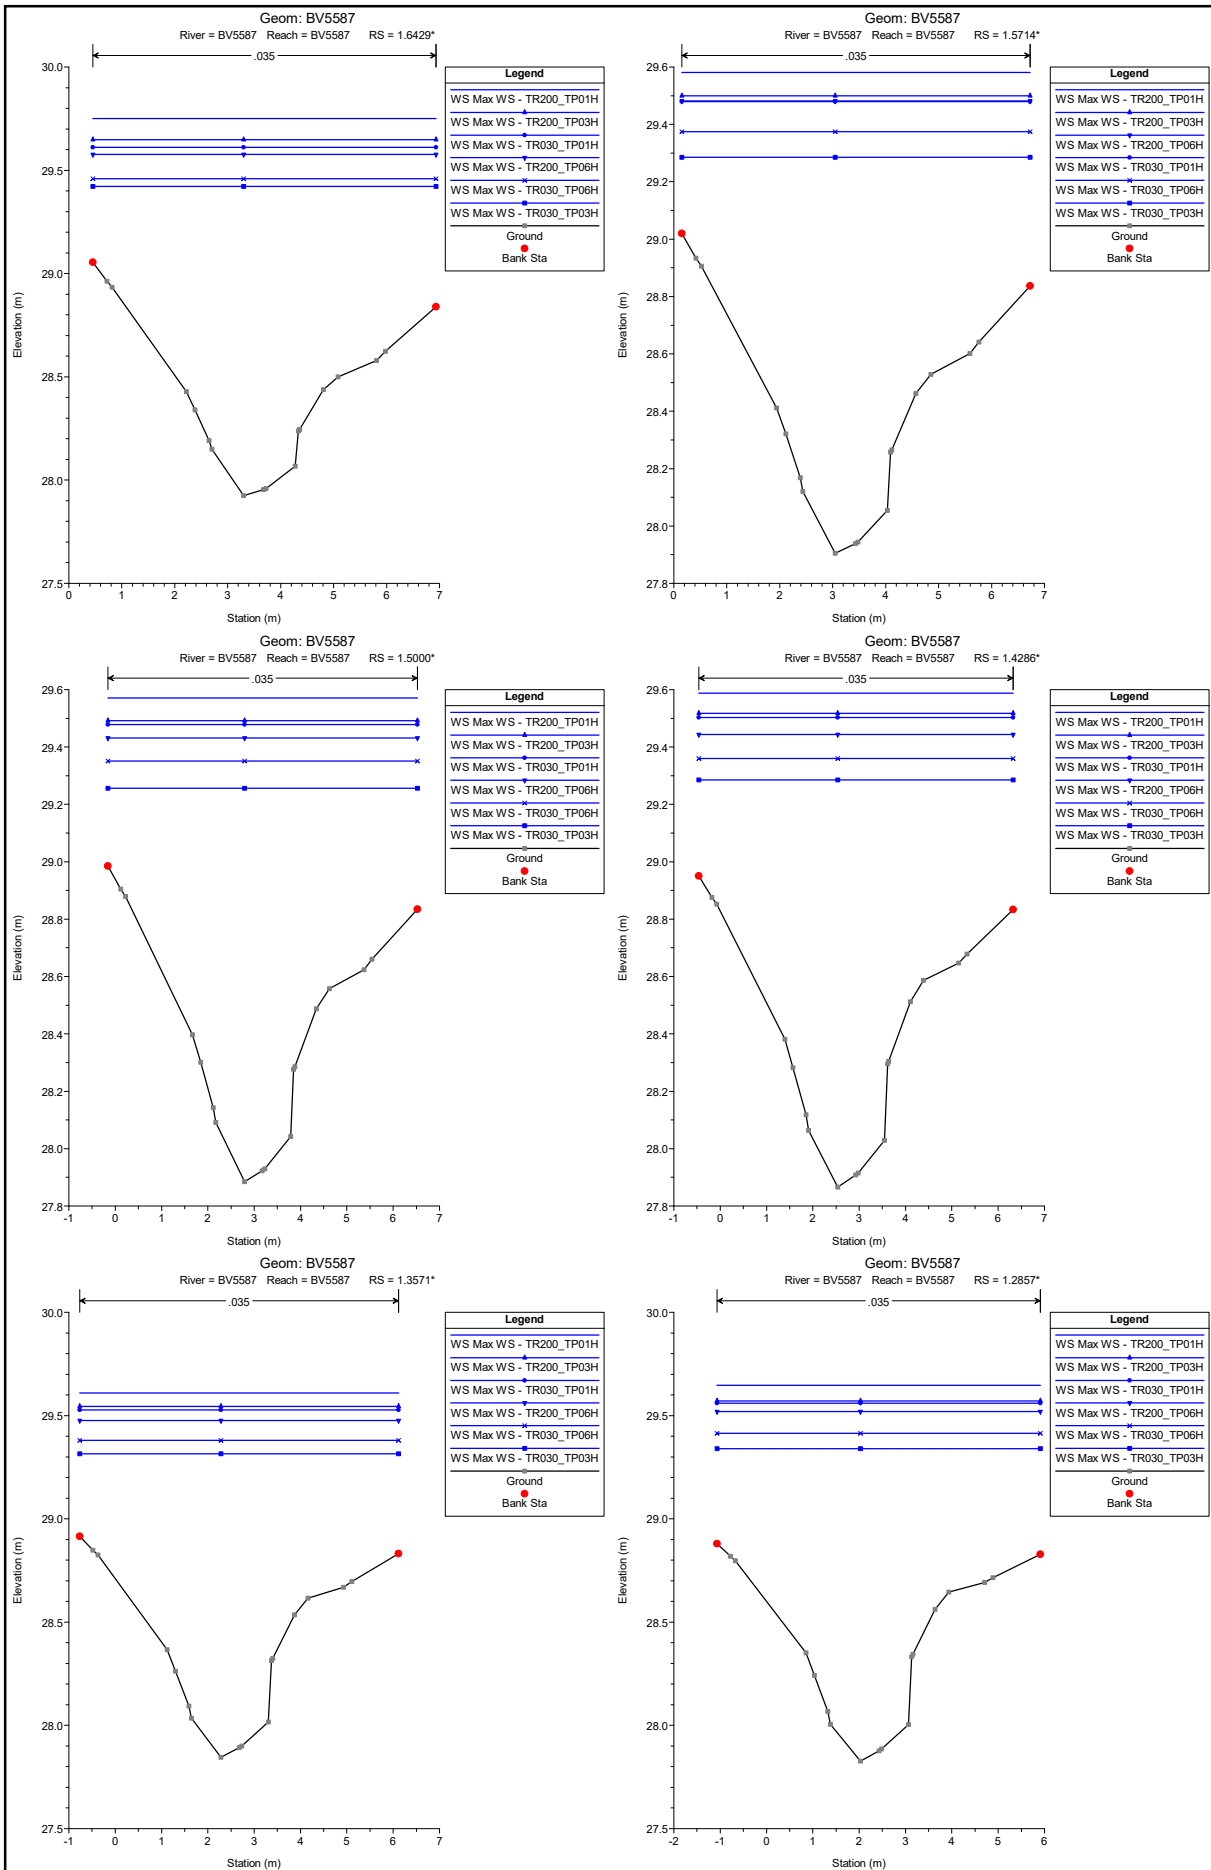 Geom: BV5587
River = BV5587 Reach = BV5587 RS = 1.6429*
.035
Legend
WS Max WS - TR200_TP01H
WS Max WS - TR200_TP03H
WS Max WS - TR030_TP01H
WS Max WS - TR200_TP06H
WS Max WS - TR030_TP06H
WS Max WS - TR030_TP03H
Ground
Bank Sta
Elevation (m)
30.0
29.5
29.0
28.5
28.0
27.5
0 1 2 3 4 5 6 7
Station (m)
Geom: BV5587
River = BV5587 Reach = BV5587 RS = 1.5714*
.035
Legend
WS Max WS - TR200_TP01H
WS Max WS - TR200_TP03H
WS Max WS - TR200_TP06H
WS Max WS - TR030_TP01H
WS Max WS - TR030_TP06H
WS Max WS - TR030_TP03H
Ground
Bank Sta
Elevation (m)
29.6
29.4
29.2
29.0
28.8
28.6
28.4
28.2
28.0
27.8
0 1 2 3 4 5 6 7
Station (m)
Geom: BV5587
River = BV5587 Reach = BV5587 RS = 1.5000*
.035
Legend
WS Max WS - TR200_TP01H
WS Max WS - TR200_TP03H
WS Max WS - TR030_TP01H
WS Max WS - TR200_TP06H
WS Max WS - TR030_TP06H
WS Max WS - TR030_TP03H
Ground
Bank Sta
Elevation (m)
29.6
29.4
29.2
29.0
28.8
28.6
28.4
28.2
28.0
27.8
-1 0 1 2 3 4 5 6 7
Station (m)
Geom: BV5587
River = BV5587 Reach = BV5587 RS = 1.4286*
.035
Legend
WS Max WS - TR200_TP01H
WS Max WS - TR200_TP03H
WS Max WS - TR030_TP01H
WS Max WS - TR200_TP06H
WS Max WS - TR030_TP06H
WS Max WS - TR030_TP03H
Ground
Bank Sta
Elevation (m)
29.6
29.4
29.2
29.0
28.8
28.6
28.4
28.2
28.0
27.8
-1 0 1 2 3 4 5 6 7
Station (m)
Geom: BV5587
River = BV5587 Reach = BV5587 RS = 1.3571*
.035
Legend
WS Max WS - TR200_TP01H
WS Max WS - TR200_TP03H
WS Max WS - TR030_TP01H
WS Max WS - TR200_TP06H
WS Max WS - TR030_TP06H
WS Max WS - TR030_TP03H
Ground
Bank Sta
Elevation (m)
30.0
29.5
29.0
28.5
28.0
27.5
-1 0 1 2 3 4 5 6 7
Station (m)
Geom: BV5587
River = BV5587 Reach = BV5587 RS = 1.2857*
.035
Legend
WS Max WS - TR200_TP01H
WS Max WS - TR200_TP03H
WS Max WS - TR030_TP01H
WS Max WS - TR200_TP06H
WS Max WS - TR030_TP06H
WS Max WS - TR030_TP03H
Ground
Bank Sta
Elevation (m)
30.0
29.5
29.0
28.5
28.0
27.5
-2 -1 0 1 2 3 4 5 6
Station (m)